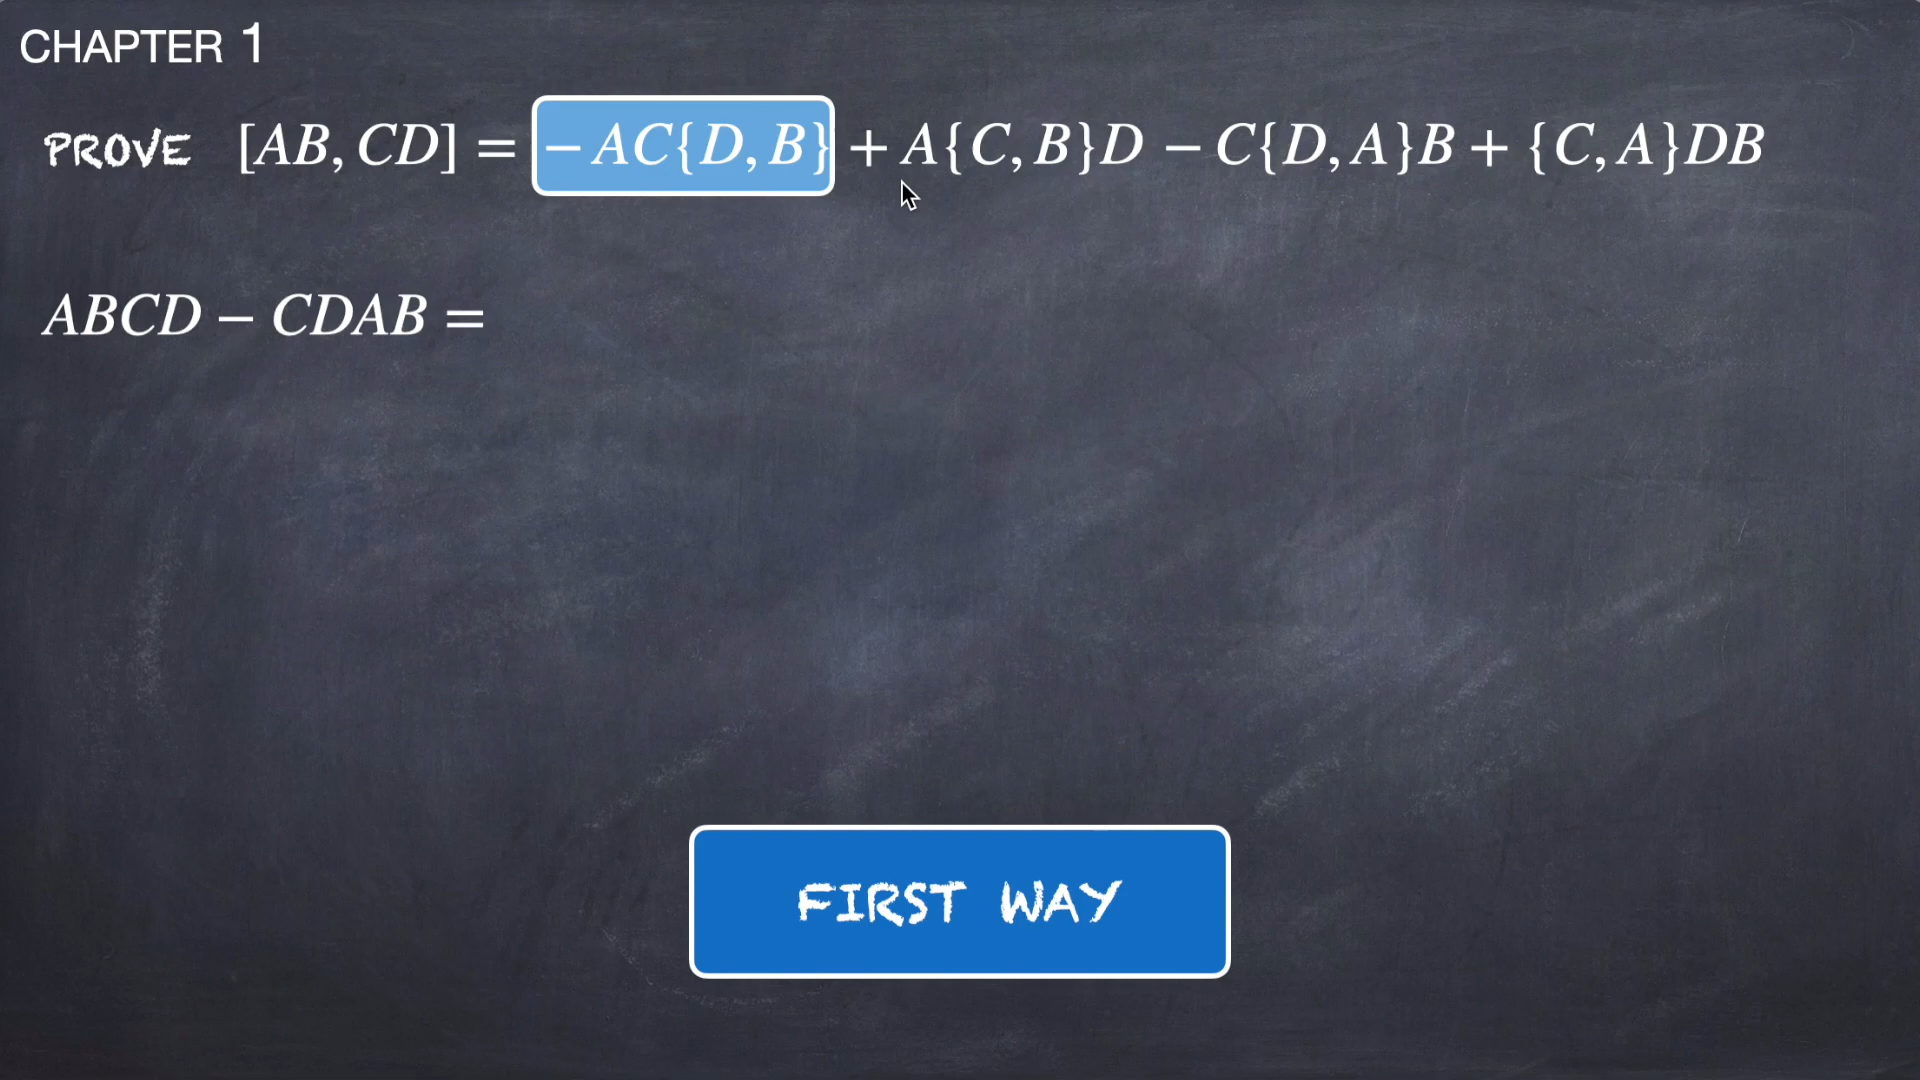 CHAPTER 1
PROVE [AB, CD] = − AC{D, B} + A{C, B}D − C{D, A}B + {C, A}DB
ABCD − CDAB =
FIRST WAY